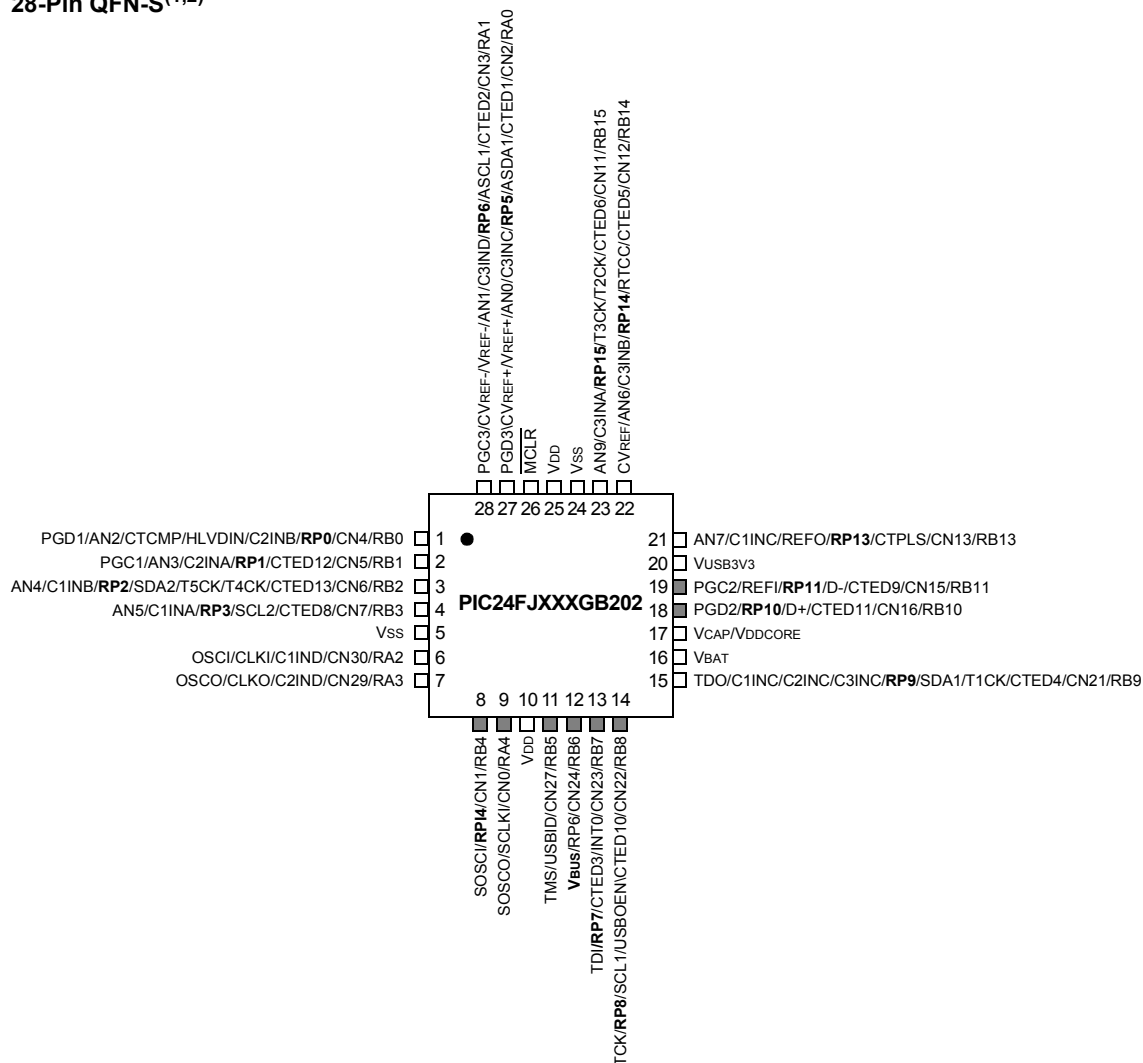 28-Pin QFN-S(1,2)
PGC3/CVREF-/VREF-/AN1/C3IND/RP6/ASCL1/CTED2/CN3/RA1
PGD3\CVREF+/VREF+/AN0/C3INC/RP5/ASDA1/CTED1/CN2/RA0
MCLR
VDD
VSS
AN9/C3INA/RP15/T3CK/T2CK/CTED6/CN11/RB15
CVREF/AN6/C3INB/RP14/RTCC/CTED5/CN12/RB14
28 27 26 25 24 23 22
PGD1/AN2/CTCMP/HLVDIN/C2INB/RP0/CN4/RB0 1
PGC1/AN3/C2INA/RP1/CTED12/CN5/RB1 2
AN4/C1INB/RP2/SDA2/T5CK/T4CK/CTED13/CN6/RB2 3
AN5/C1INA/RP3/SCL2/CTED8/CN7/RB3 4
VSS 5
OSCI/CLKI/C1IND/CN30/RA2 6
OSCO/CLKO/C2IND/CN29/RA3 7
PIC24FJXXXGB202
21 AN7/C1INC/REFO/RP13/CTPLS/CN13/RB13
20 VUSB3V3
19 PGC2/REFI/RP11/D-/CTED9/CN15/RB11
18 PGD2/RP10/D+/CTED11/CN16/RB10
17 VCAP/VDDCORE
16 VBAT
15 TDO/C1INC/C2INC/C3INC/RP9/SDA1/T1CK/CTED4/CN21/RB9
8 9 10 11 12 13 14
SOSCI/RPI4/CN1/RB4
SOSCO/SCLKI/CN0/RA4
VDD
TMS/USBID/CN27/RB5
VBUS/RP6/CN24/RB6
TDI/RP7/CTED3/INT0/CN23/RB7
TCK/RP8/SCL1/USBOEN\CTED10/CN22/RB8